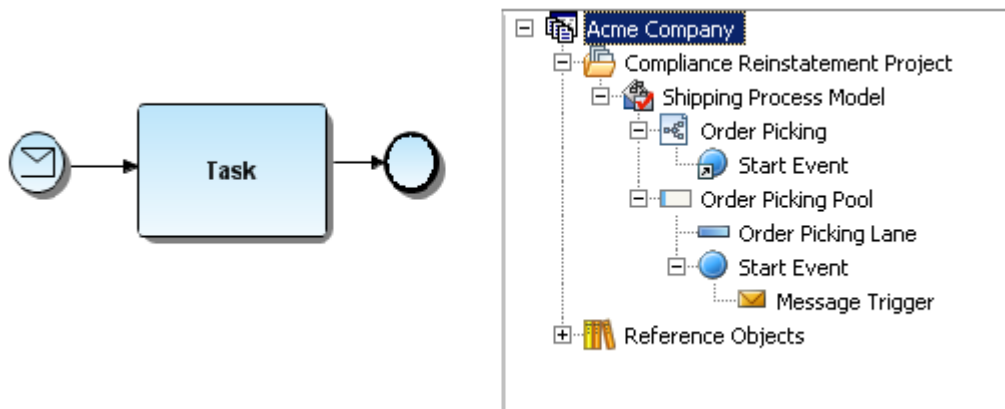 Task
Acme Company
Compliance Reinstatement Project
Shipping Process Model
Order Picking
Start Event
Order Picking Pool
Order Picking Lane
Start Event
Message Trigger
Reference Objects